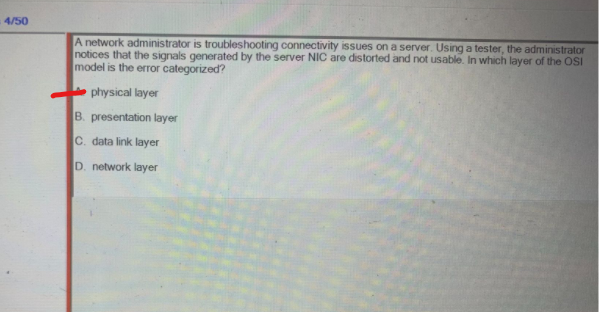 4/50
A network administrator is troubleshooting connectivity issues on a server. Using a tester, the administrator
notices that the signals generated by the server NIC are distorted and not usable. In which layer of the OSI
model is the error categorized?
physical layer
B. presentation layer
C. data link layer
D. network layer